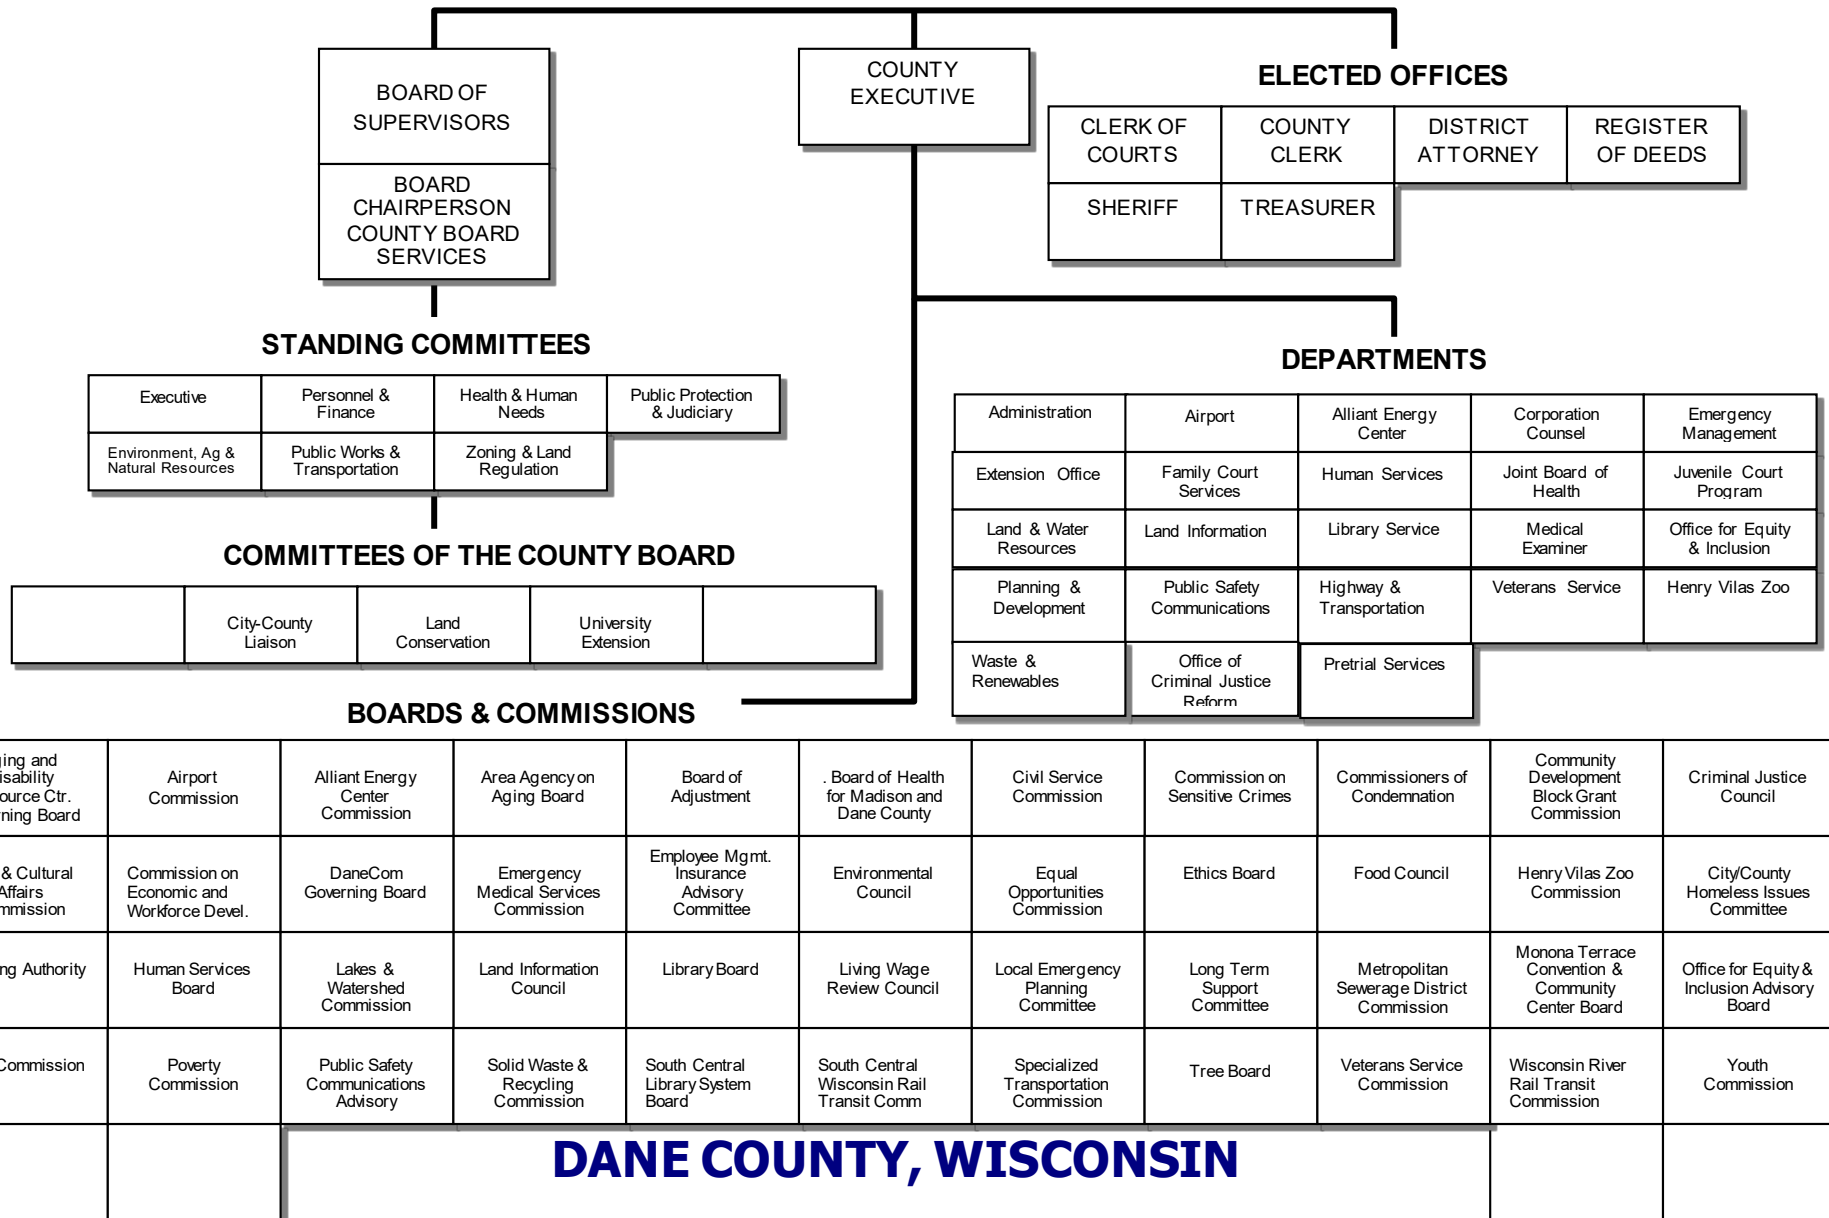 BOARD OF
SUPERVISORS
BOARD
CHAIRPERSON
COUNTY BOARD
SERVICES
COUNTY
EXECUTIVE
ELECTED OFFICES
CLERK OF
COURTS
COUNTY
CLERK
DISTRICT
ATTORNEY
REGISTER
OF DEEDS
SHERIFF
TREASURER
STANDING COMMITTEES
Executive
Personnel &
Finance
Health & Human
Needs
Public Protection
& Judiciary
Environment, Ag &
Natural Resources
Public Works &
Transportation
Zoning & Land
Regulation
COMMITTEES OF THE COUNTY BOARD
City-County
Liaison
Land
Conservation
University
Extension
DEPARTMENTS
Administration
Airport
Alliant Energy
Center
Corporation
Counsel
Emergency
Management
Extension Office
Family Court
Services
Human Services
Joint Board of
Health
Juvenile Court
Program
Land & Water
Resources
Land Information
Library Service
Medical
Examiner
Office for Equity
& Inclusion
Planning &
Development
Public Safety
Communications
Highway &
Transportation
Veterans Service
Henry Vilas Zoo
Waste &
Renewables
Office of
Criminal Justice
Reform
Pretrial Services
BOARDS & COMMISSIONS
ing and
isability
ource Ctr.
rning Board
Airport
Commission
Alliant Energy
Center
Commission
Area Agency on
Aging Board
Board of
Adjustment
. Board of Health
for Madison and
Dane County
Civil Service
Commission
Commission on
Sensitive Crimes
Commissioners of
Condemnation
Community
Development
Block Grant
Commission
Criminal Justice
Council
& Cultural
Affairs
mmission
Commission on
Economic and
Workforce Devel.
DaneCom
Governing Board
Emergency
Medical Services
Commission
Employee Mgmt.
Insurance
Advisory
Committee
Environmental
Council
Equal
Opportunities
Commission
Ethics Board
Food Council
Henry Vilas Zoo
Commission
City/County
Homeless Issues
Committee
ng Authority
Human Services
Board
Lakes &
Watershed
Commission
Land Information
Council
Library Board
Living Wage
Review Council
Local Emergency
Planning
Committee
Long Term
Support
Committee
Metropolitan
Sewerage District
Commission
Monona Terrace
Convention &
Community
Center Board
Office for Equity &
Inclusion Advisory
Board
Commission
Poverty
Commission
Public Safety
Communications
Advisory
Solid Waste &
Recycling
Commission
South Central
Library System
Board
South Central
Wisconsin Rail
Transit Comm
Specialized
Transportation
Commission
Tree Board
Veterans Service
Commission
Wisconsin River
Rail Transit
Commission
Youth
Commission
DANE COUNTY, WISCONSIN